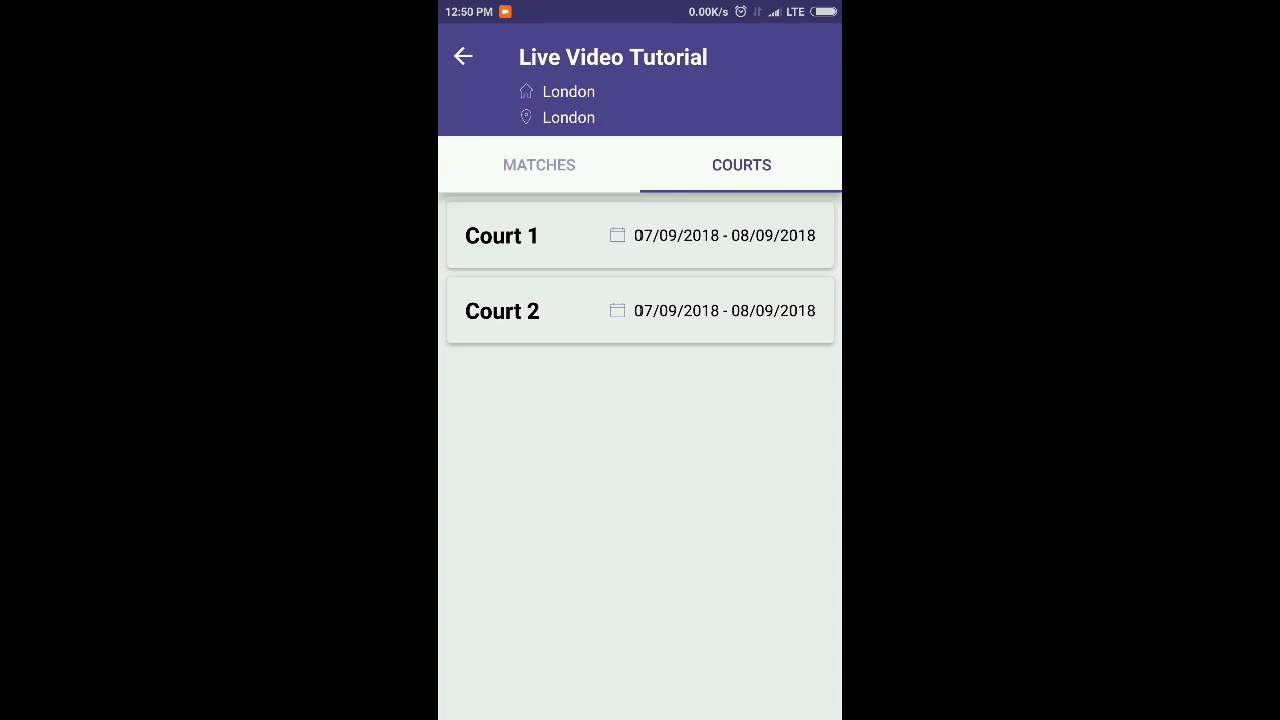 12:50 PM 0.00K/s LTE
Live Video Tutorial
London
London
MATCHES COURTS
Court 1 07/09/2018 - 08/09/2018
Court 2 07/09/2018 - 08/09/2018